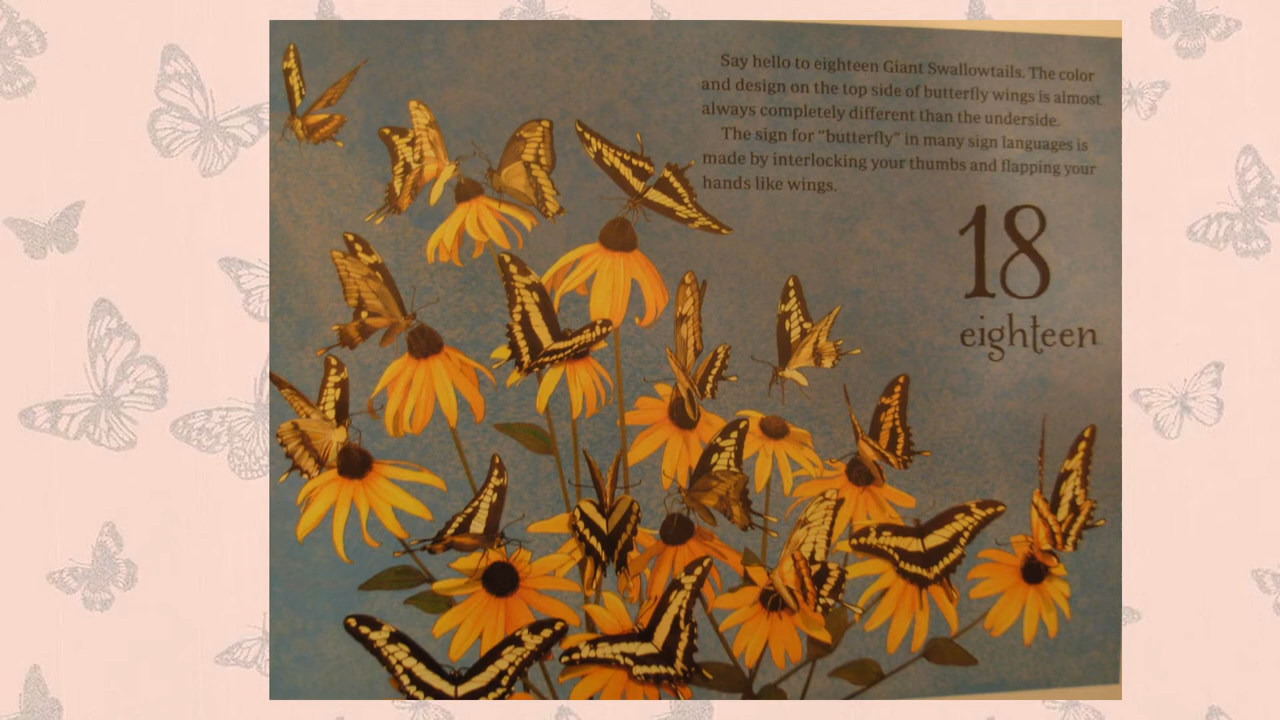 Say hello to eighteen Giant Swallowtails. The color
and design on the top side of butterfly wings is almost
always completely different than the underside.
The sign for "butterfly" in many sign languages is
made by interlocking your thumbs and flapping your
hands like wings.
18
eighteen